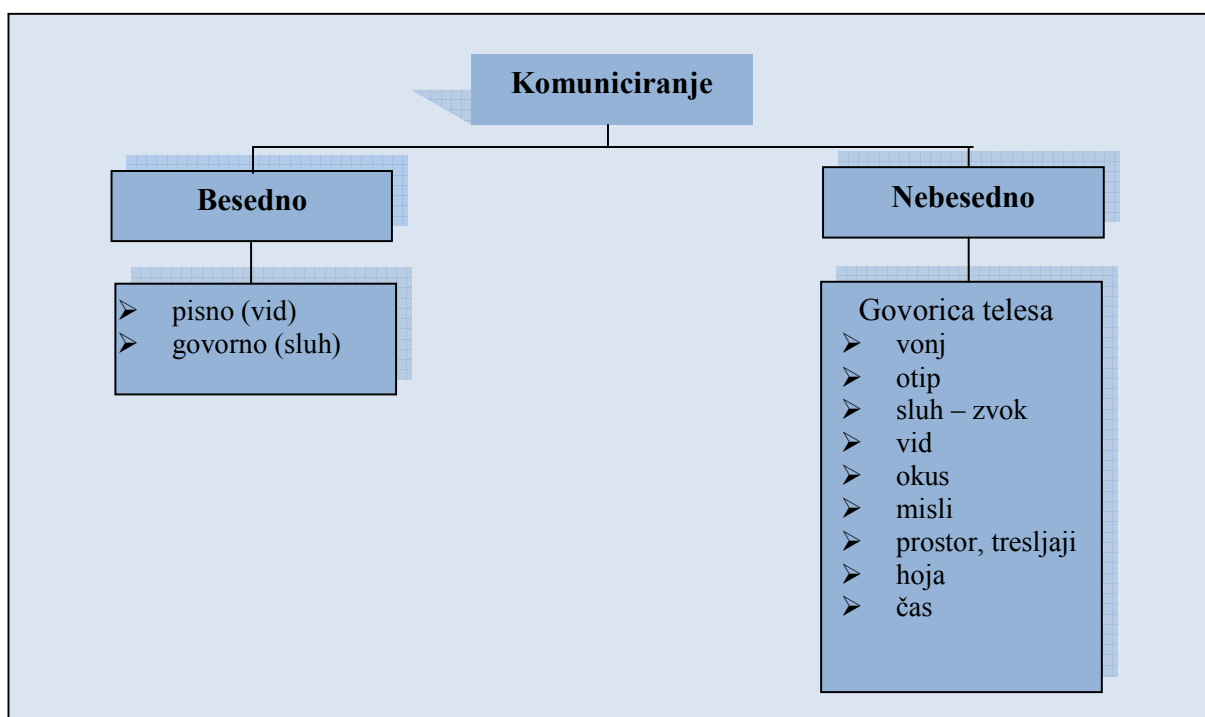 Komuniciranje
Besedno
Nebesedno
➢ pisno (vid)
➢ govorno (sluh)
Govorica telesa
➢ vonj
➢ otip
➢ sluh – zvok
➢ vid
➢ okus
➢ misli
➢ prostor, tresljaji
➢ hoja
➢ čas